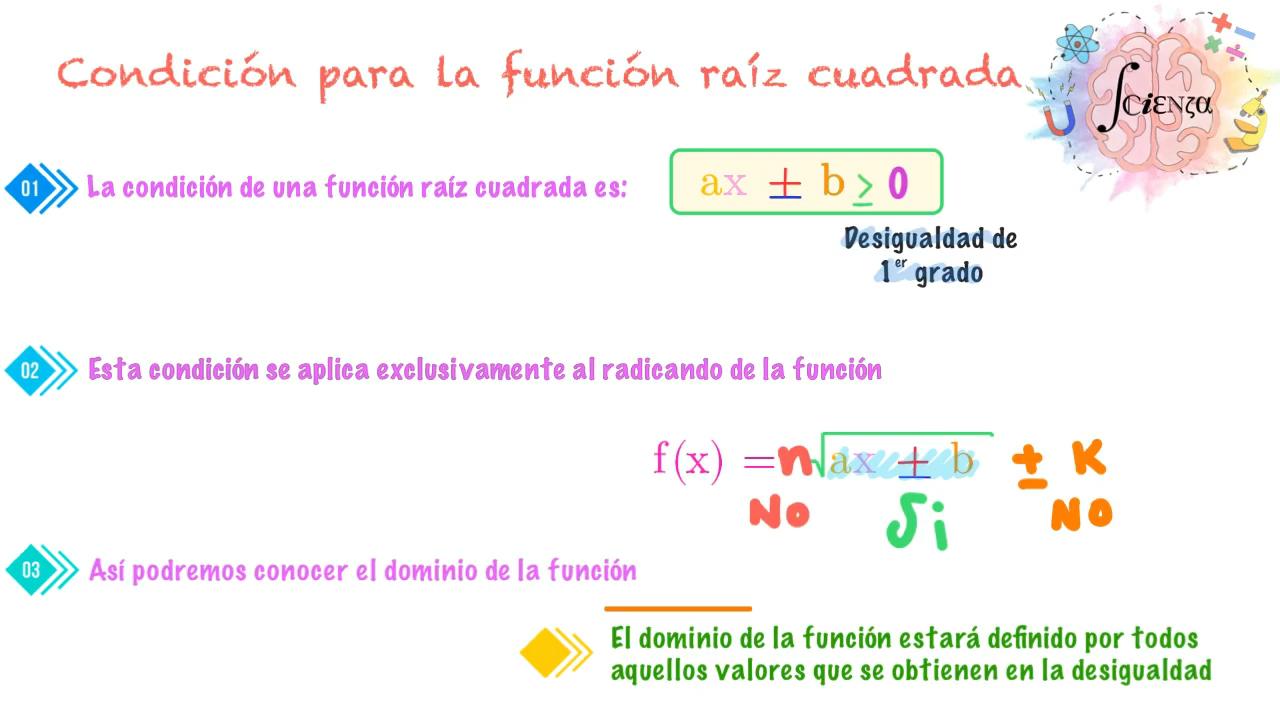 Condición para la función raíz cuadrada
∫CiENζα
01 La condición de una función raíz cuadrada es:
ax ± b ≥ 0
Desigualdad de
1er grado
02 Esta condición se aplica exclusivamente al radicando de la función
f(x) = n√ax ± b ± K
No Si NO
03 Así podremos conocer el dominio de la función
El dominio de la función estará definido por todos
aquellos valores que se obtienen en la desigualdad